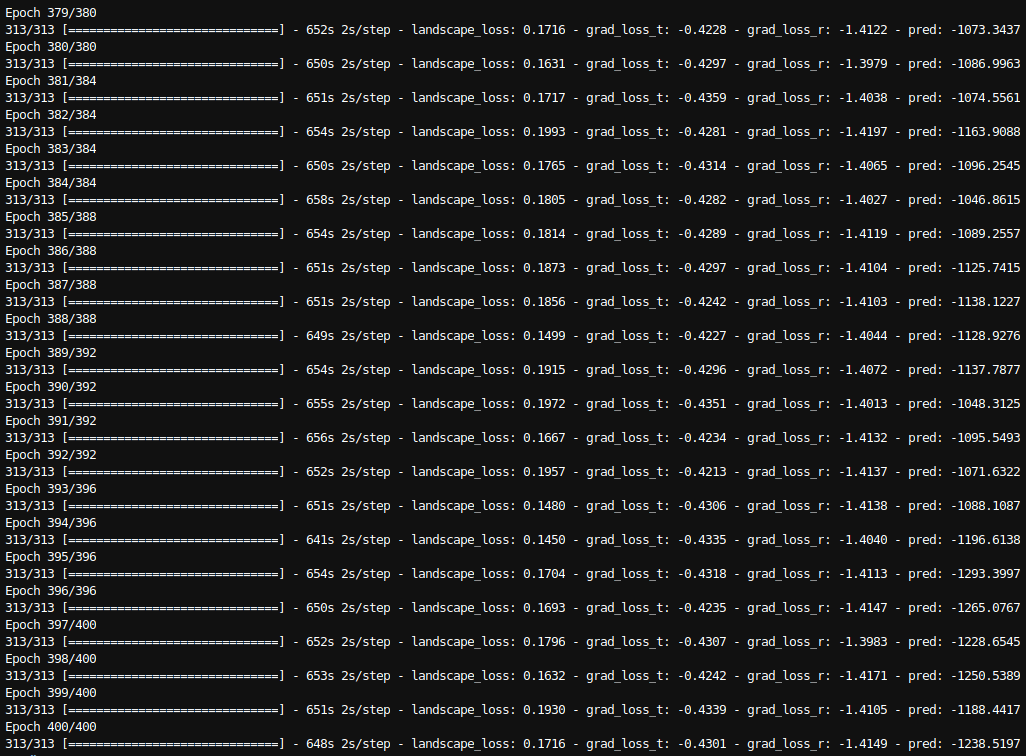 Epoch 379/380
313/313 [==============================] - 652s 2s/step - landscape_loss: 0.1716 - grad_loss_t: -0.4228 - grad_loss_r: -1.4122 - pred: -1073.3437
Epoch 380/380
313/313 [==============================] - 650s 2s/step - landscape_loss: 0.1631 - grad_loss_t: -0.4297 - grad_loss_r: -1.3979 - pred: -1086.9963
Epoch 381/384
313/313 [==============================] - 651s 2s/step - landscape_loss: 0.1717 - grad_loss_t: -0.4359 - grad_loss_r: -1.4038 - pred: -1074.5561
Epoch 382/384
313/313 [==============================] - 654s 2s/step - landscape_loss: 0.1993 - grad_loss_t: -0.4281 - grad_loss_r: -1.4197 - pred: -1163.9088
Epoch 383/384
313/313 [==============================] - 650s 2s/step - landscape_loss: 0.1765 - grad_loss_t: -0.4314 - grad_loss_r: -1.4065 - pred: -1096.2545
Epoch 384/384
313/313 [==============================] - 658s 2s/step - landscape_loss: 0.1805 - grad_loss_t: -0.4282 - grad_loss_r: -1.4027 - pred: -1046.8615
Epoch 385/388
313/313 [==============================] - 654s 2s/step - landscape_loss: 0.1814 - grad_loss_t: -0.4289 - grad_loss_r: -1.4119 - pred: -1089.2557
Epoch 386/388
313/313 [==============================] - 651s 2s/step - landscape_loss: 0.1873 - grad_loss_t: -0.4297 - grad_loss_r: -1.4104 - pred: -1125.7415
Epoch 387/388
313/313 [==============================] - 651s 2s/step - landscape_loss: 0.1856 - grad_loss_t: -0.4242 - grad_loss_r: -1.4103 - pred: -1138.1227
Epoch 388/388
313/313 [==============================] - 649s 2s/step - landscape_loss: 0.1499 - grad_loss_t: -0.4227 - grad_loss_r: -1.4044 - pred: -1128.9276
Epoch 389/392
313/313 [==============================] - 654s 2s/step - landscape_loss: 0.1915 - grad_loss_t: -0.4296 - grad_loss_r: -1.4072 - pred: -1137.7877
Epoch 390/392
313/313 [==============================] - 655s 2s/step - landscape_loss: 0.1972 - grad_loss_t: -0.4351 - grad_loss_r: -1.4013 - pred: -1048.3125
Epoch 391/392
313/313 [==============================] - 656s 2s/step - landscape_loss: 0.1667 - grad_loss_t: -0.4234 - grad_loss_r: -1.4132 - pred: -1095.5493
Epoch 392/392
313/313 [==============================] - 652s 2s/step - landscape_loss: 0.1957 - grad_loss_t: -0.4213 - grad_loss_r: -1.4137 - pred: -1071.6322
Epoch 393/396
313/313 [==============================] - 651s 2s/step - landscape_loss: 0.1480 - grad_loss_t: -0.4306 - grad_loss_r: -1.4138 - pred: -1088.1087
Epoch 394/396
313/313 [==============================] - 641s 2s/step - landscape_loss: 0.1450 - grad_loss_t: -0.4335 - grad_loss_r: -1.4040 - pred: -1196.6138
Epoch 395/396
313/313 [==============================] - 654s 2s/step - landscape_loss: 0.1704 - grad_loss_t: -0.4318 - grad_loss_r: -1.4113 - pred: -1293.3997
Epoch 396/396
313/313 [==============================] - 650s 2s/step - landscape_loss: 0.1693 - grad_loss_t: -0.4235 - grad_loss_r: -1.4147 - pred: -1265.0767
Epoch 397/400
313/313 [==============================] - 652s 2s/step - landscape_loss: 0.1796 - grad_loss_t: -0.4307 - grad_loss_r: -1.3983 - pred: -1228.6545
Epoch 398/400
313/313 [==============================] - 653s 2s/step - landscape_loss: 0.1632 - grad_loss_t: -0.4242 - grad_loss_r: -1.4171 - pred: -1250.5389
Epoch 399/400
313/313 [==============================] - 651s 2s/step - landscape_loss: 0.1930 - grad_loss_t: -0.4339 - grad_loss_r: -1.4105 - pred: -1188.4417
Epoch 400/400
313/313 [==============================] - 648s 2s/step - landscape_loss: 0.1716 - grad_loss_t: -0.4301 - grad_loss_r: -1.4149 - pred: -1238.5197